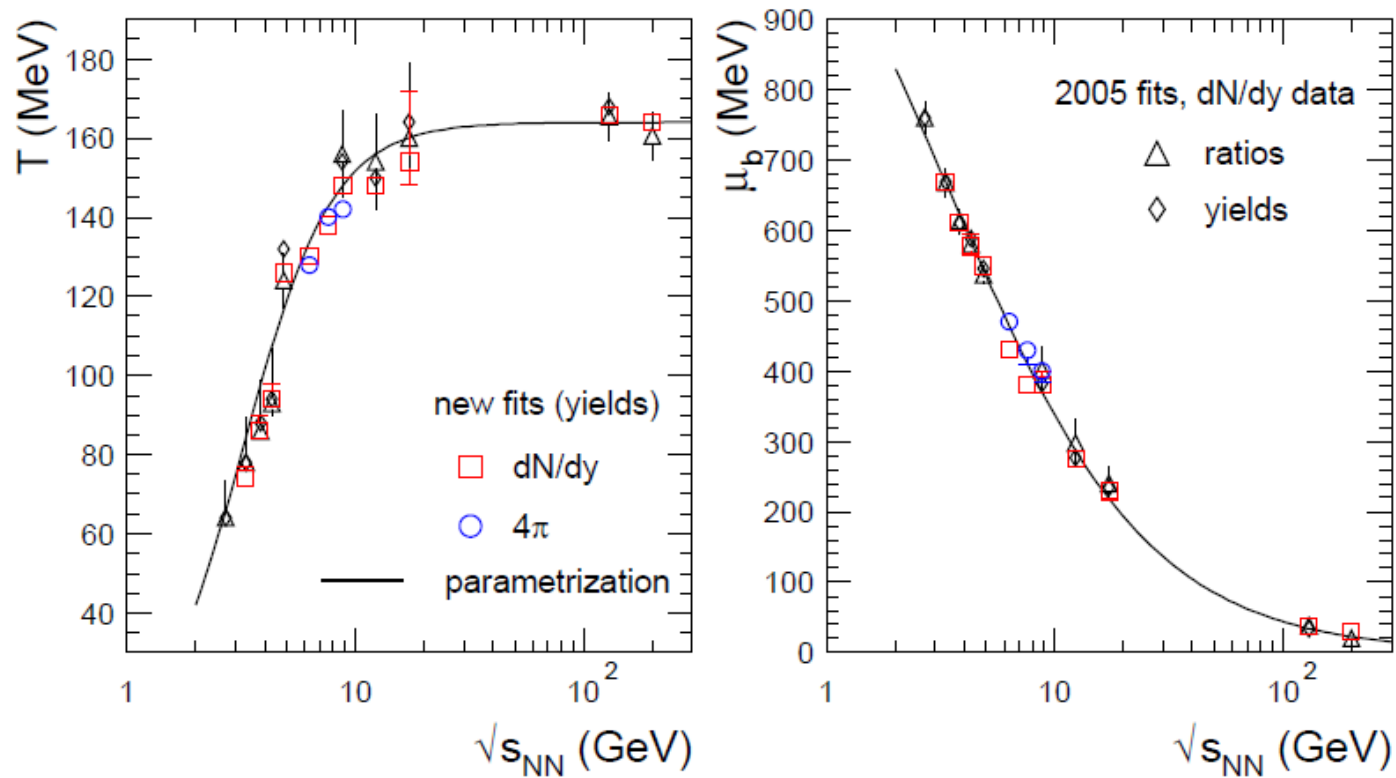 T (MeV)
180
160
140
120
100
80
60
40
new fits (yields)
dN/dy
4π
parametrization
1
10
10²
√s_NN (GeV)
μ_b (MeV)
900
800
700
600
500
400
300
200
100
0
2005 fits, dN/dy data
ratios
yields
1
10
10²
√s_NN (GeV)